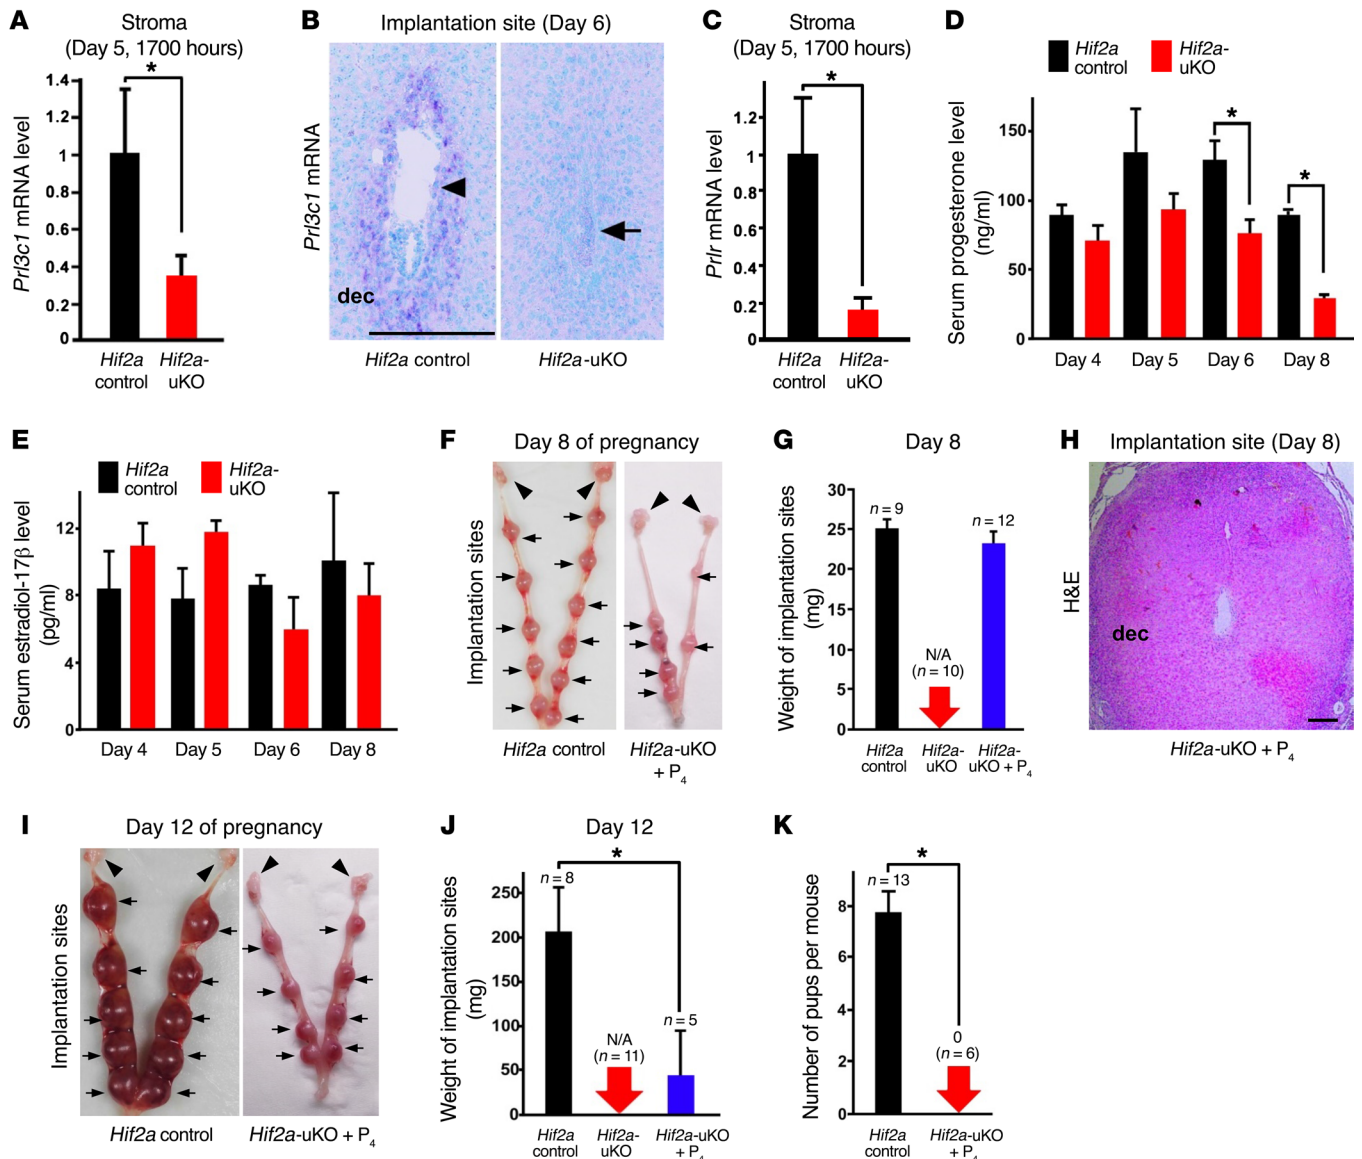 A
Stroma
(Day 5, 1700 hours)
Prl3c1 mRNA level
1.4
*
1.2
1
0.8
0.6
0.4
0.2
0
Hif2a
control
Hif2a-
uKO
B
Implantation site (Day 6)
Prl3c1 mRNA
dec
Hif2a control
Hif2a-uKO
C
Stroma
(Day 5, 1700 hours)
Prlr mRNA level
*
1.2
1
0.8
0.6
0.4
0.2
0
Hif2a
control
Hif2a-
uKO
D
Hif2a
control
Hif2a-
uKO
Serum progesterone level
(ng/ml)
150
100
50
0
*
*
Day 4
Day 5
Day 6
Day 8
E
Hif2a
control
Hif2a-
uKO
Serum estradiol-17β level
(pg/ml)
12
8
4
0
Day 4
Day 5
Day 6
Day 8
F
Day 8 of pregnancy
Implantation sites
Hif2a control
Hif2a-uKO
+ P4
G
Day 8
Weight of implantation sites
(mg)
30
25
20
15
10
5
0
n = 9
N/A
(n = 10)
n = 12
Hif2a
control
Hif2a-
uKO
Hif2a-
uKO + P4
H
Implantation site (Day 8)
H&E
dec
Hif2a-uKO + P4
I
Day 12 of pregnancy
Implantation sites
Hif2a control
Hif2a-uKO + P4
J
Day 12
Weight of implantation sites
(mg)
250
200
150
100
50
0
*
n = 8
N/A
(n = 11)
n = 5
Hif2a
control
Hif2a-
uKO
Hif2a-uKO
+ P4
K
Number of pups per mouse
8
6
4
2
0
*
n = 13
0
(n = 6)
Hif2a
control
Hif2a-uKO
+ P4